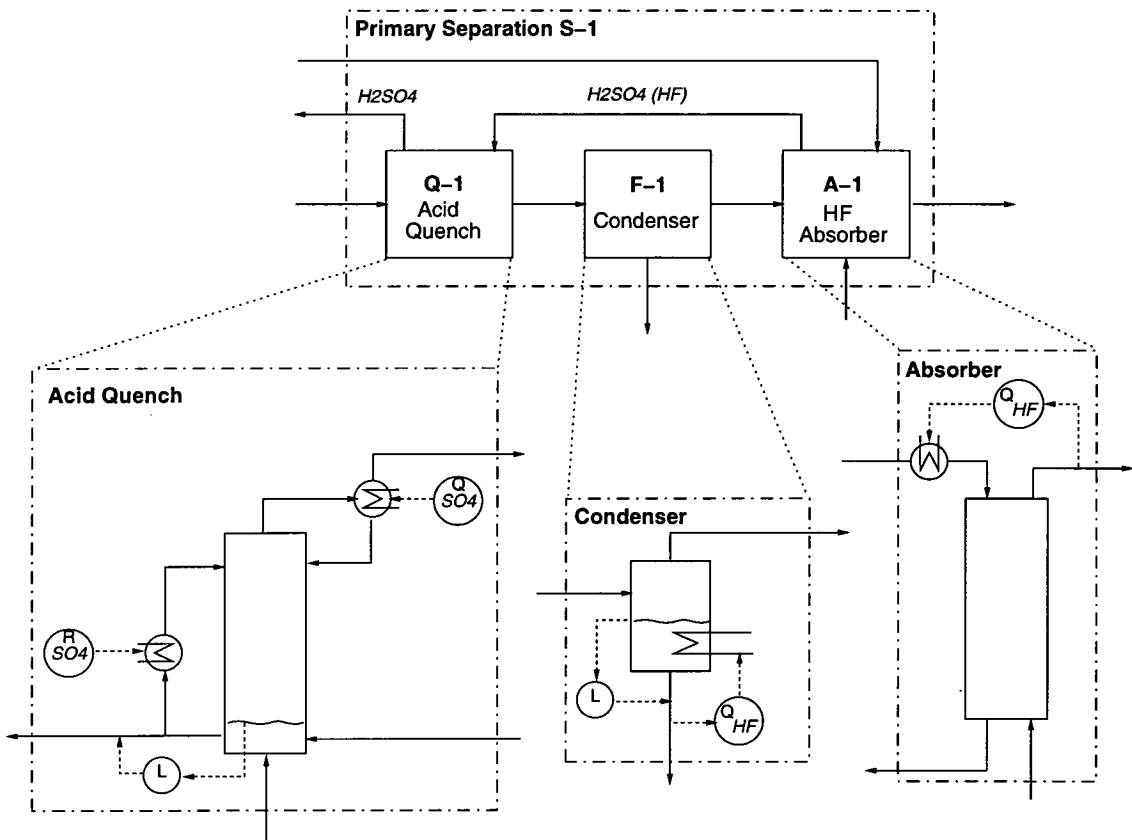 Primary Separation S–1
H2SO4
H2SO4 (HF)
Q–1
Acid
Quench
F–1
Condenser
A–1
HF
Absorber
Acid Quench
Q
SO4
R
SO4
L
Condenser
L
Q
HF
Absorber
Q
HF